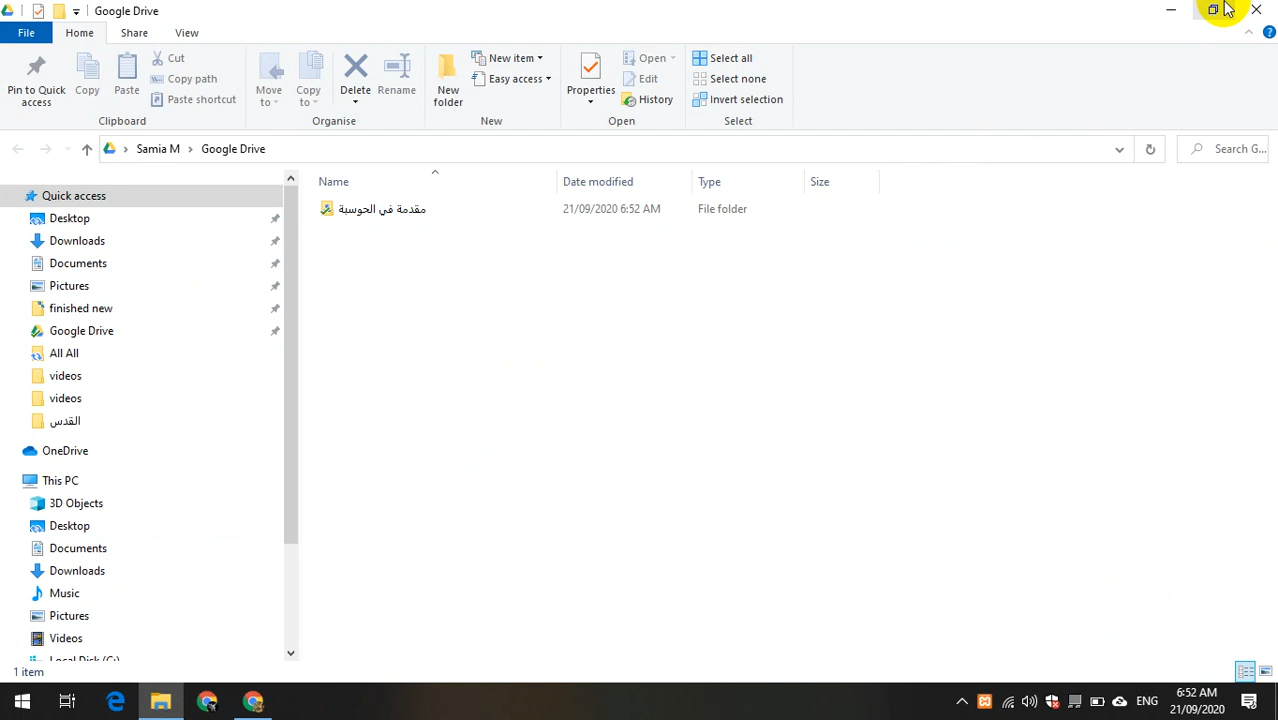 Google Drive
File
Home
Share
View
Pin to Quick access
Copy
Paste
Cut
Copy path
Paste shortcut
Clipboard
Move to
Copy to
Delete
Rename
Organise
New folder
New item
Easy access
New
Properties
Open
Edit
History
Open
Select all
Select none
Invert selection
Select
Samia M
Google Drive
Search G...
Name
Date modified
Type
Size
مقدمة في الحوسبة
21/09/2020 6:52 AM
File folder
Quick access
Desktop
Downloads
Documents
Pictures
finished new
Google Drive
All All
videos
videos
القدس
OneDrive
This PC
3D Objects
Desktop
Documents
Downloads
Music
Pictures
Videos
Local Disk (C:)
1 item
ENG
6:52 AM
21/09/2020